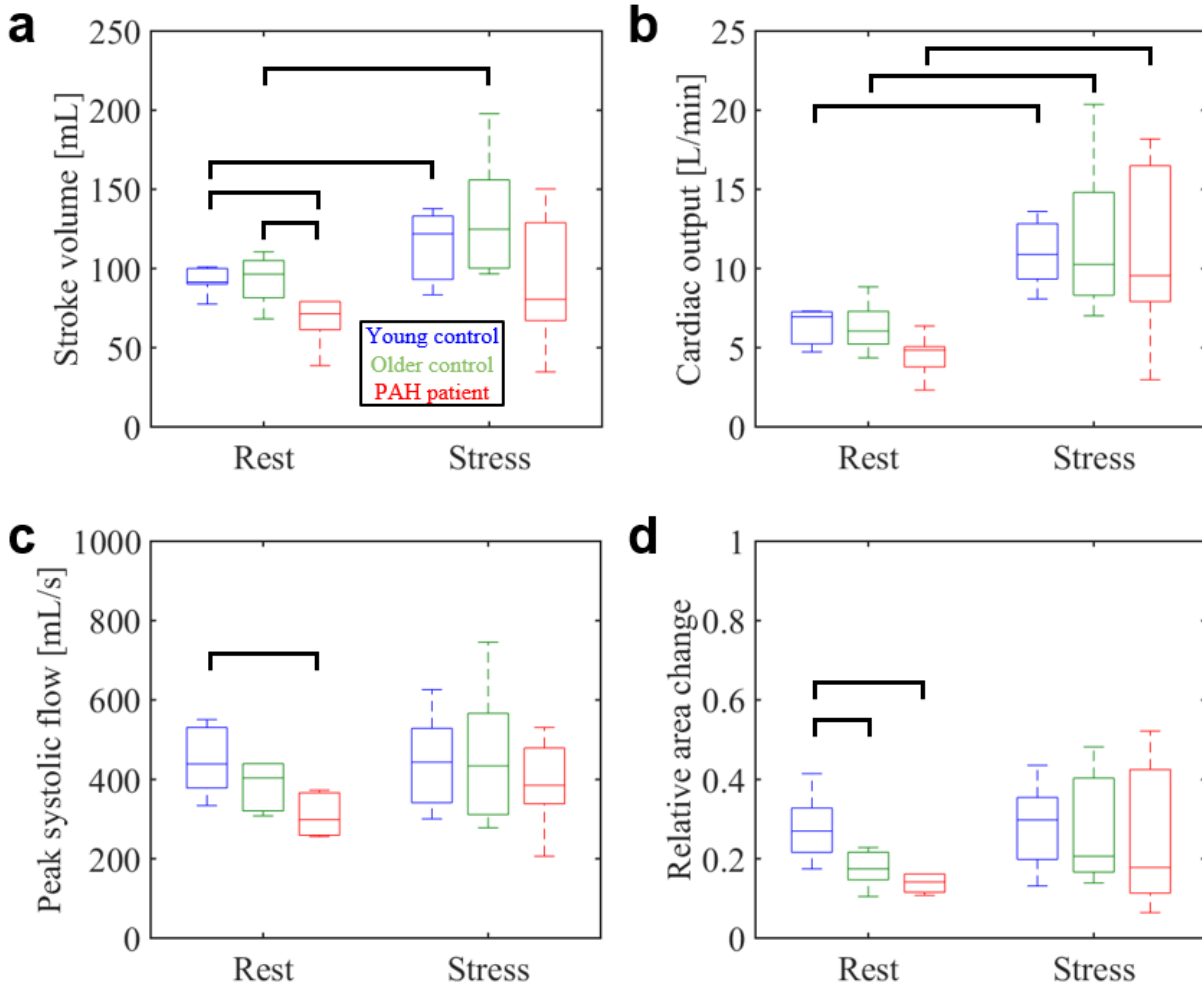 a
Stroke volume [mL]
250
200
150
100
50
0
Young control
Older control
PAH patient
Rest
Stress
b
Cardiac output [L/min]
25
20
15
10
5
0
Rest
Stress
c
Peak systolic flow [mL/s]
1000
800
600
400
200
0
Rest
Stress
d
Relative area change
1
0.8
0.6
0.4
0.2
0
Rest
Stress